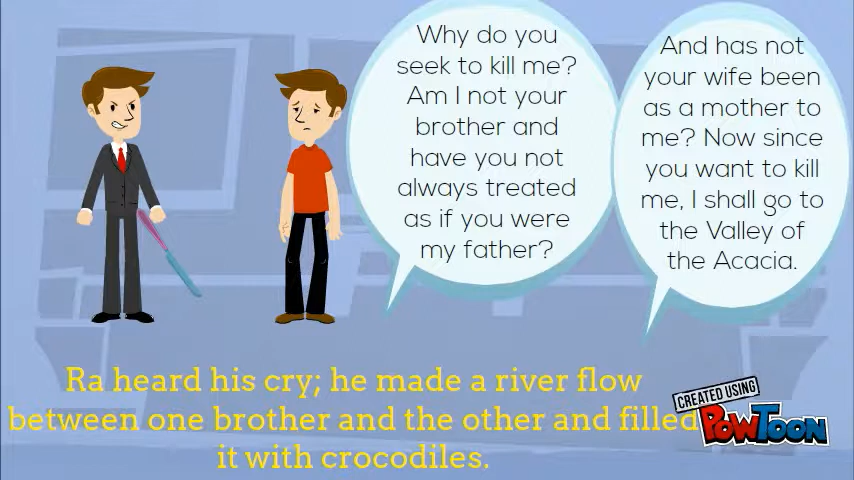 Why do you
seek to kill me?
Am I not your
brother and
have you not
always treated
as if you were
my father?
And has not
your wife been
as a mother to
me? Now since
you want to kill
me, I shall go to
the Valley of
the Acacia.
Ra heard his cry; he made a river flow
between one brother and the other and filled
it with crocodiles.
CREATED USING
POWTOON